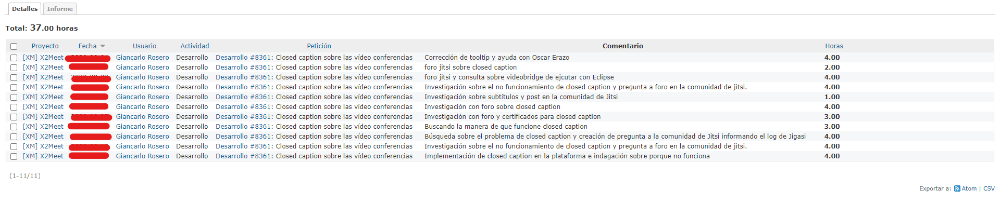 Detalles Informe
Total: 37.00 horas
Proyecto Fecha Usuario Actividad Petición Comentario Horas
[XM] X2Meet Giancarlo Rosero Desarrollo Desarrollo #8361: Closed caption sobre las vídeo conferencias Corrección de tooltip y ayuda con Oscar Erazo 4.00
[XM] X2Meet Giancarlo Rosero Desarrollo Desarrollo #8361: Closed caption sobre las vídeo conferencias foro jitsi sobre closed caption 2.00
[XM] X2Meet Giancarlo Rosero Desarrollo Desarrollo #8361: Closed caption sobre las vídeo conferencias foro jitsi y consulta sobre videobridge de ejcutar con Eclipse 4.00
[XM] X2Meet Giancarlo Rosero Desarrollo Desarrollo #8361: Closed caption sobre las vídeo conferencias Investigación sobre el no funcionamiento de closed caption y pregunta a foro en la comunidad de jitsi. 4.00
[XM] X2Meet Giancarlo Rosero Desarrollo Desarrollo #8361: Closed caption sobre las vídeo conferencias Investigación sobre subtítulos y post en la comunidad de Jitsi 1.00
[XM] X2Meet Giancarlo Rosero Desarrollo Desarrollo #8361: Closed caption sobre las vídeo conferencias Investigación con foro sobre closed caption 4.00
[XM] X2Meet Giancarlo Rosero Desarrollo Desarrollo #8361: Closed caption sobre las vídeo conferencias Investigación con foro y certificados para closed caption 3.00
[XM] X2Meet Giancarlo Rosero Desarrollo Desarrollo #8361: Closed caption sobre las vídeo conferencias Buscando la manera de que funcione closed caption 3.00
[XM] X2Meet Giancarlo Rosero Desarrollo Desarrollo #8361: Closed caption sobre las vídeo conferencias Búsqueda sobre el problema de closed caption y creación de pregunta a la comunidad de Jitsi informando el log de Jigasi 4.00
[XM] X2Meet Giancarlo Rosero Desarrollo Desarrollo #8361: Closed caption sobre las vídeo conferencias Investigación sobre el no funcionamiento de closed caption y pregunta a foro en la comunidad de jitsi. 4.00
[XM] X2Meet Giancarlo Rosero Desarrollo Desarrollo #8361: Closed caption sobre las vídeo conferencias Implementación de closed caption en la plataforma e indagación sobre porque no funciona 4.00
(1-11/11)
Exportar a: Atom | CSV